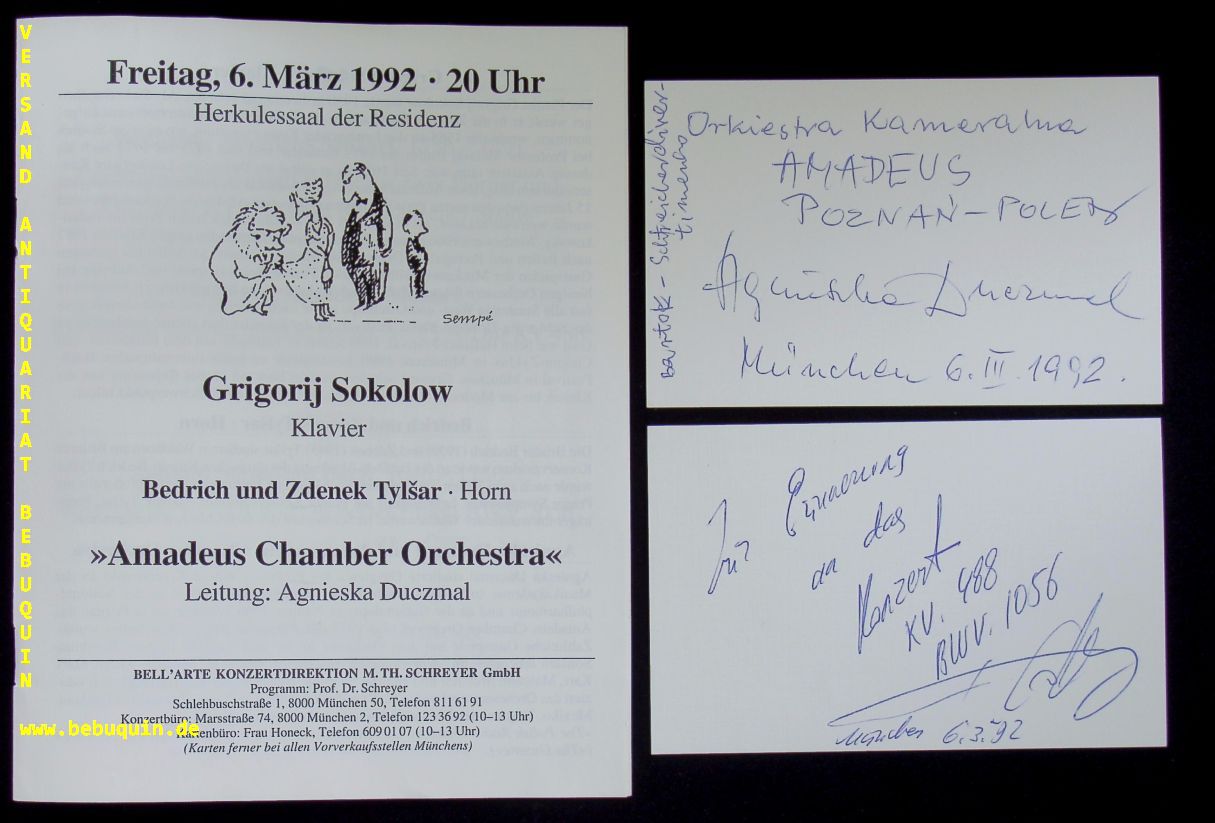 VERSAND ANTIQUARIAT BEBUQUIN
www.bebuquin.de
Freitag, 6. März 1992 · 20 Uhr
Herkulessaal der Residenz
Sempé
Grigorij Sokolow
Klavier
Bedrich und Zdenek Tylšar · Horn
»Amadeus Chamber Orchestra«
Leitung: Agnieska Duczmal
BELL'ARTE KONZERTDIREKTION M. TH. SCHREYER GmbH
Programm: Prof. Dr. Schreyer
Schlehbuschstraße 1, 8000 München 50, Telefon 811 61 91
Konzertbüro: Marsstraße 74, 8000 München 2, Telefon 123 36 92 (10–13 Uhr)
Kartenbüro: Frau Honeck, Telefon 609 01 07 (10–13 Uhr)
(Karten ferner bei allen Vorverkaufsstellen Münchens)
Bartok - Streicherdiver-
timento
Orkiestra Kameralna
AMADEUS
POZNAŃ - POLEN
Agnieszka Duczmal
München 6. III. 1992.
Für Erinnerung
an das
Konzert
KV. 488
BWV. 1056
München 6.3.92